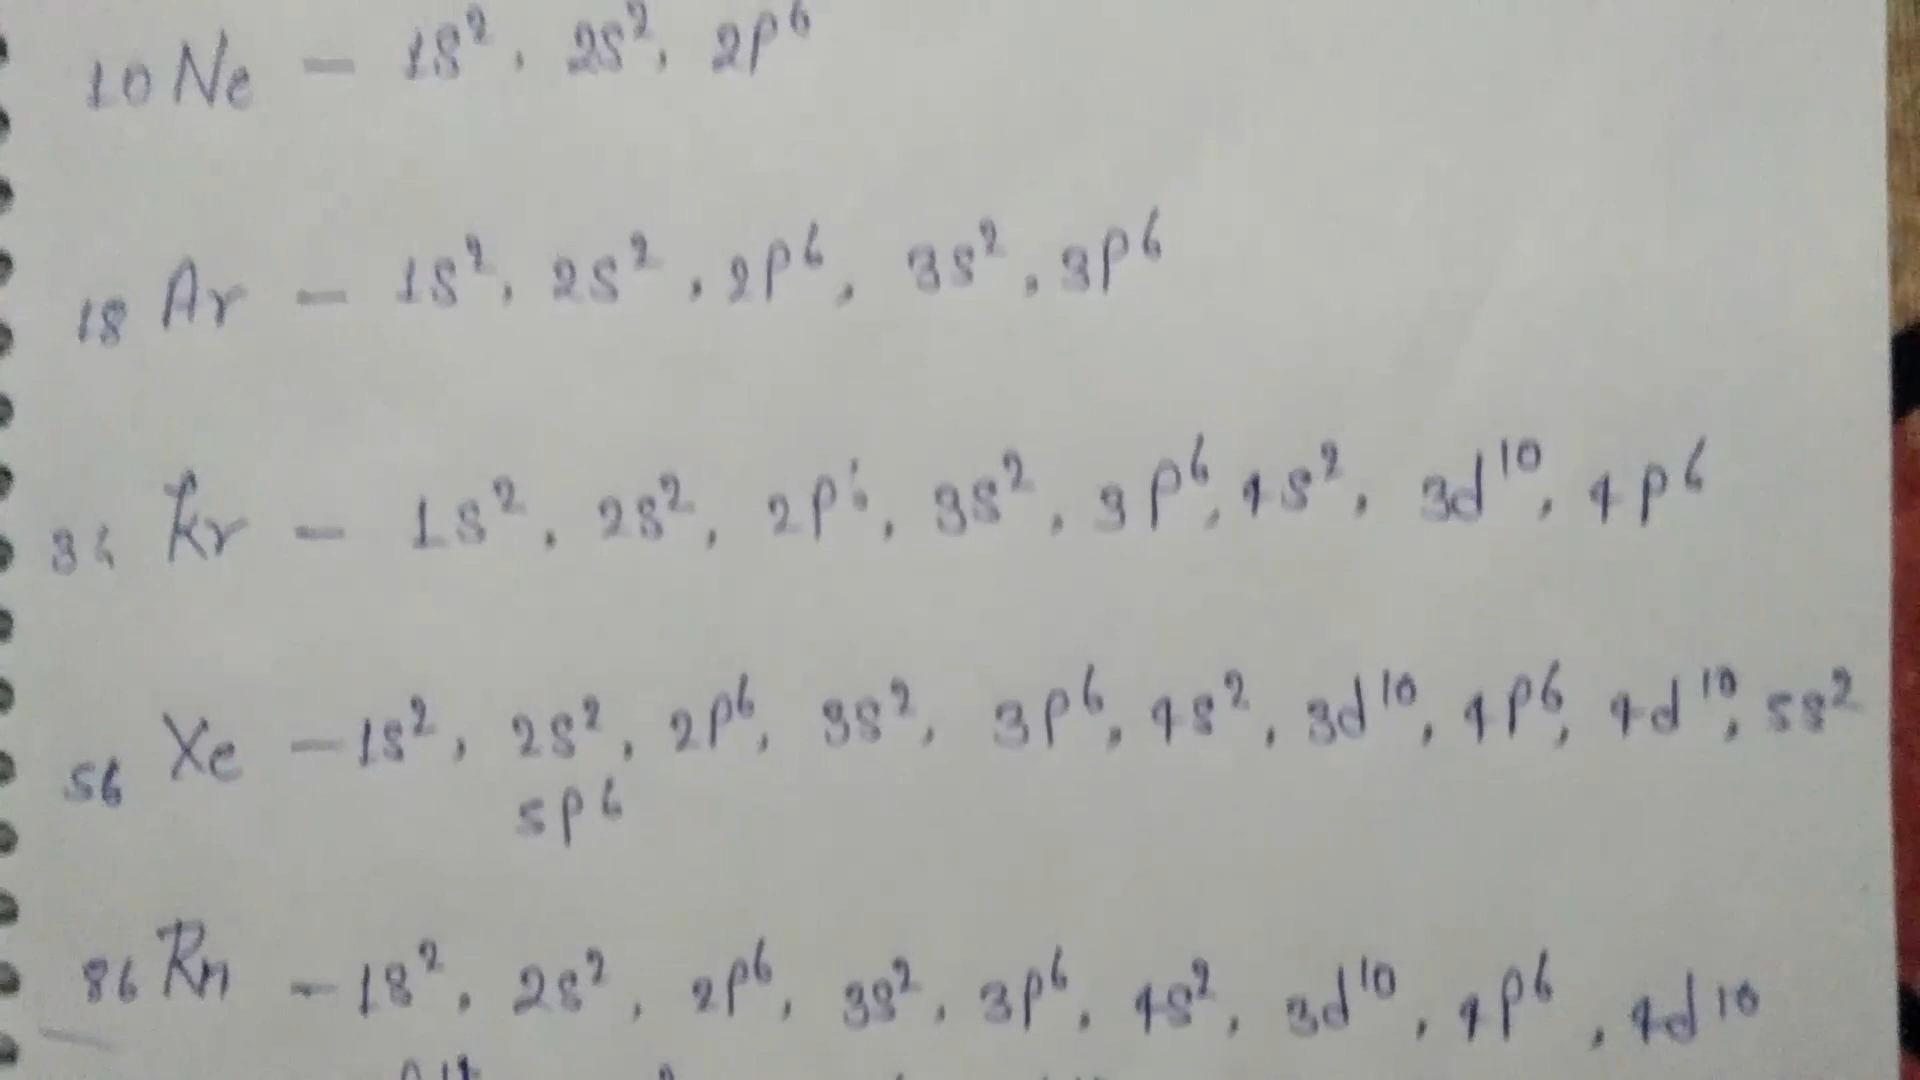 10 Ne - 1s², 2s², 2p⁶
18 Ar - 1s², 2s², 2p⁶, 3s², 3p⁶
36 Kr - 1s², 2s², 2p⁶, 3s², 3p⁶, 4s², 3d¹⁰, 4p⁶
56 Xe - 1s², 2s², 2p⁶, 3s², 3p⁶, 4s², 3d¹⁰, 4p⁶, 4d¹⁰, 5s²
5p⁶
86 Rn - 1s², 2s², 2p⁶, 3s², 3p⁶, 4s², 3d¹⁰, 4p⁶, 4d¹⁰